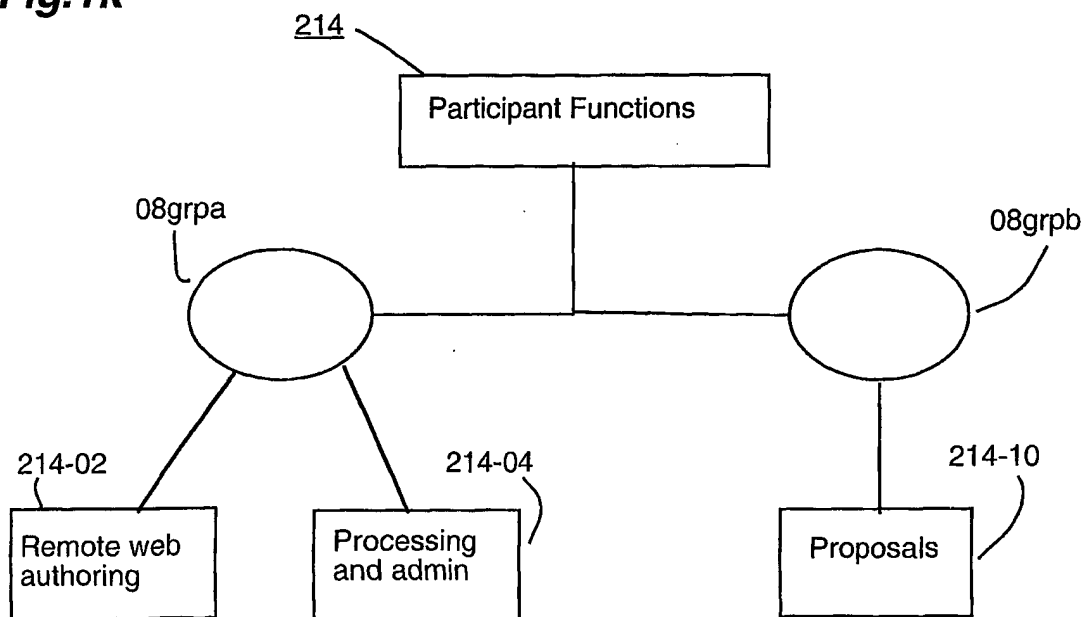 Fig.1k
214
Participant Functions
08grpa
08grpb
214-02
214-04
214-10
Remote web
authoring
Processing
and admin
Proposals